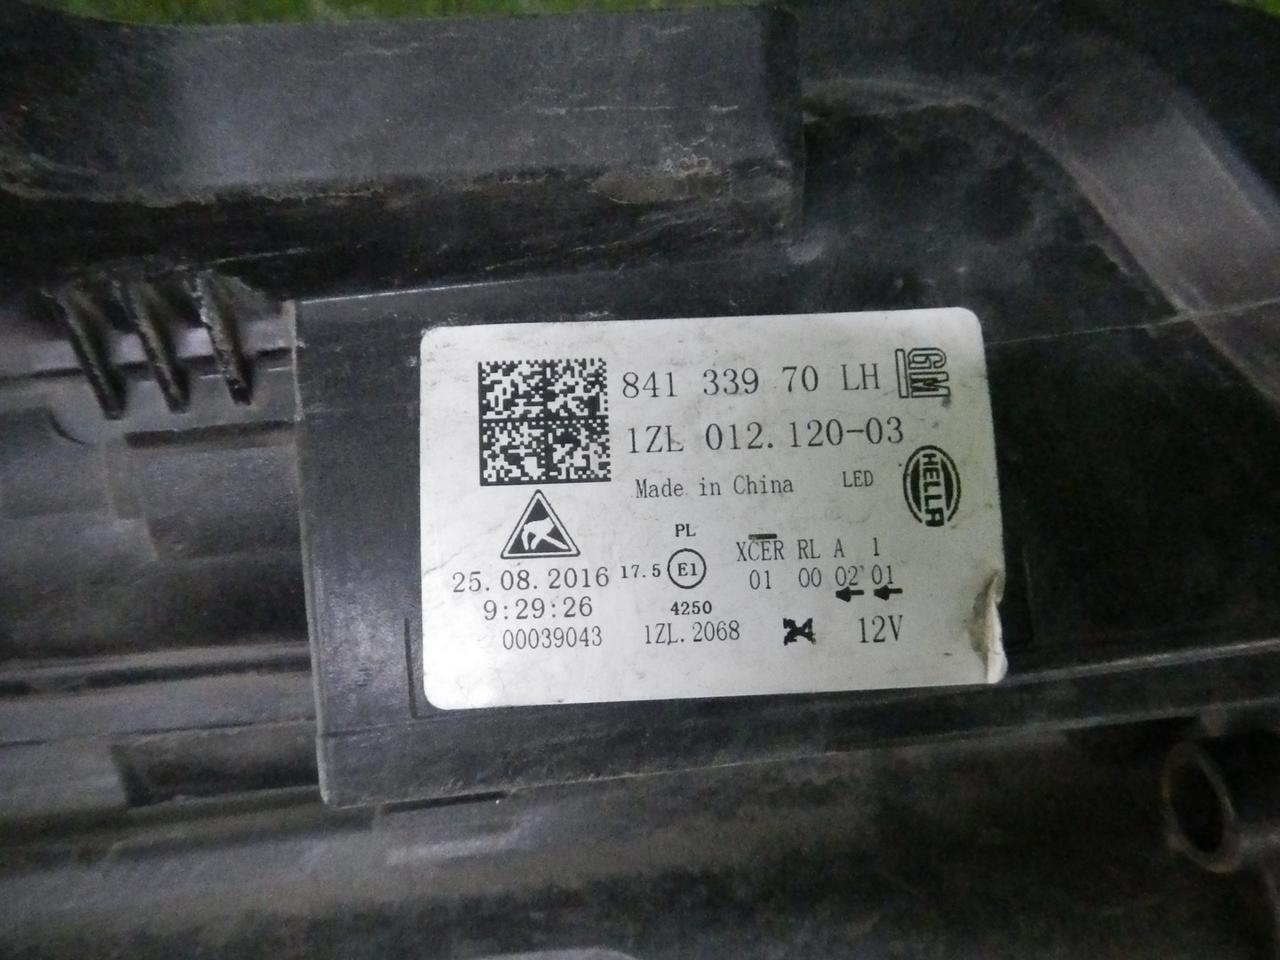 841 339 70 LH GM
1ZL 012.120-03
Made in China LED HELLA
PL
XCER RL A 1
25.08.2016 17.5 E1 01 00 02 01
9:29:26 4250
00039043 1ZL.2068 12V